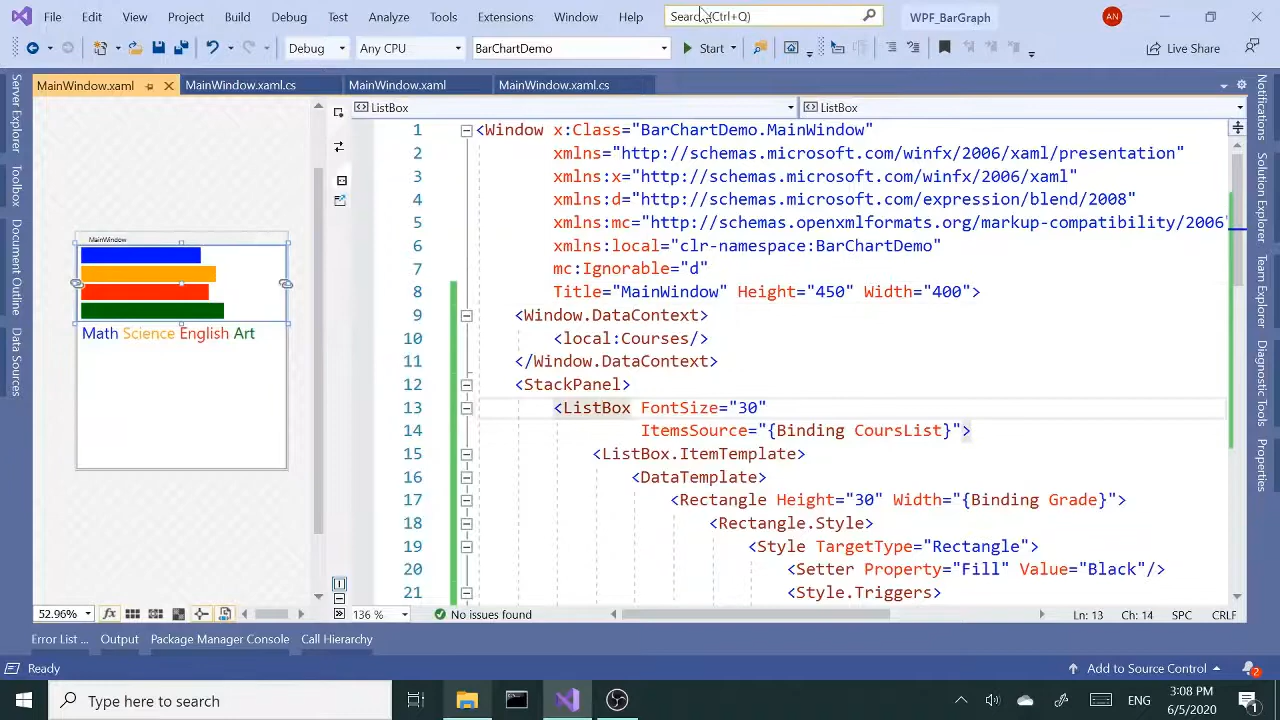 File Edit View Project Build Debug Test Analyze Tools Extensions Window Help Search (Ctrl+Q) WPF_BarGraph AN
Debug Any CPU BarChartDemo Start Live Share
MainWindow.xaml MainWindow.xaml.cs MainWindow.xaml MainWindow.xaml.cs
ListBox ListBox
Server Explorer
Toolbox
Document Outline
Data Sources
MainWindow
Math Science English Art
1 <Window x:Class="BarChartDemo.MainWindow"
2 xmlns="http://schemas.microsoft.com/winfx/2006/xaml/presentation"
3 xmlns:x="http://schemas.microsoft.com/winfx/2006/xaml"
4 xmlns:d="http://schemas.microsoft.com/expression/blend/2008"
5 xmlns:mc="http://schemas.openxmlformats.org/markup-compatibility/2006
6 xmlns:local="clr-namespace:BarChartDemo"
7 mc:Ignorable="d"
8 Title="MainWindow" Height="450" Width="400">
9 <Window.DataContext>
10 <local:Courses/>
11 </Window.DataContext>
12 <StackPanel>
13 <ListBox FontSize="30"
14 ItemsSource="{Binding CoursList}">
15 <ListBox.ItemTemplate>
16 <DataTemplate>
17 <Rectangle Height="30" Width="{Binding Grade}">
18 <Rectangle.Style>
19 <Style TargetType="Rectangle">
20 <Setter Property="Fill" Value="Black"/>
21 <Style.Triggers>
Notifications
Solution Explorer
Team Explorer
Diagnostic Tools
Properties
52.96% fx 136 % No issues found Ln: 13 Ch: 14 SPC CRLF
Error List ... Output Package Manager Console Call Hierarchy
Ready Add to Source Control 2
Type here to search ENG 3:08 PM
6/5/2020 1